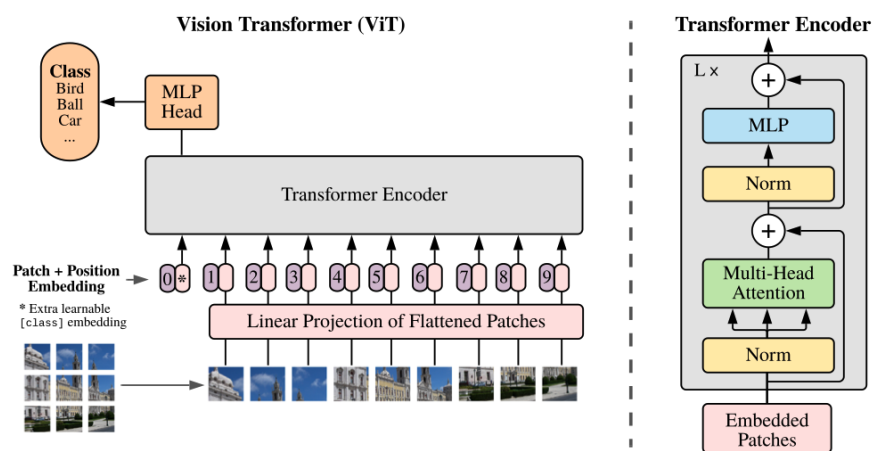 Vision Transformer (ViT)
Class
Bird
Ball
Car
...
MLP
Head
Transformer Encoder
Patch + Position
Embedding
0 * 1 2 3 4 5 6 7 8 9
* Extra learnable
[class] embedding
Linear Projection of Flattened Patches
Transformer Encoder
L ×
+
MLP
Norm
+
Multi-Head
Attention
Norm
Embedded
Patches